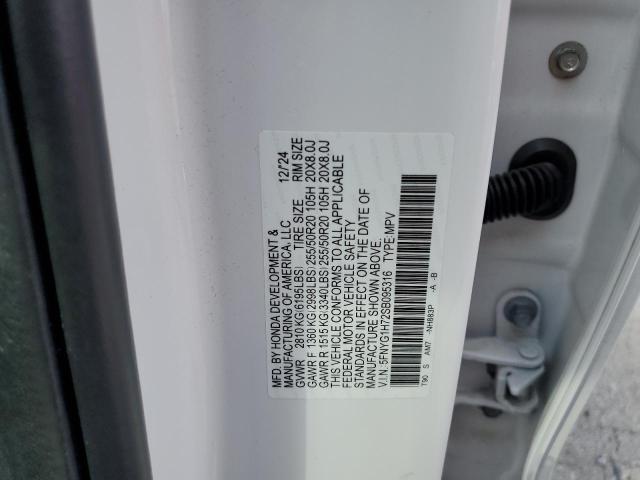 MFD. BY HONDA DEVELOPMENT &
MANUFACTURING OF AMERICA, LLC 12/24
GVWR 2810 KG(6195LBS) TIRE SIZE RIM SIZE
GAWR F 1360 KG(2998LBS) 255/50R20 105H 20X8.0J
GAWR R 1515 KG(3340LBS) 255/50R20 105H 20X8.0J
THIS VEHICLE CONFORMS TO ALL APPLICABLE
FEDERAL MOTOR VEHICLE SAFETY
STANDARDS IN EFFECT ON THE DATE OF
MANUFACTURE SHOWN ABOVE.
V.I.N.: 5FNYG1H72SB095316 TYPE:MPV
T90 S AM7 -NH883P -A -B